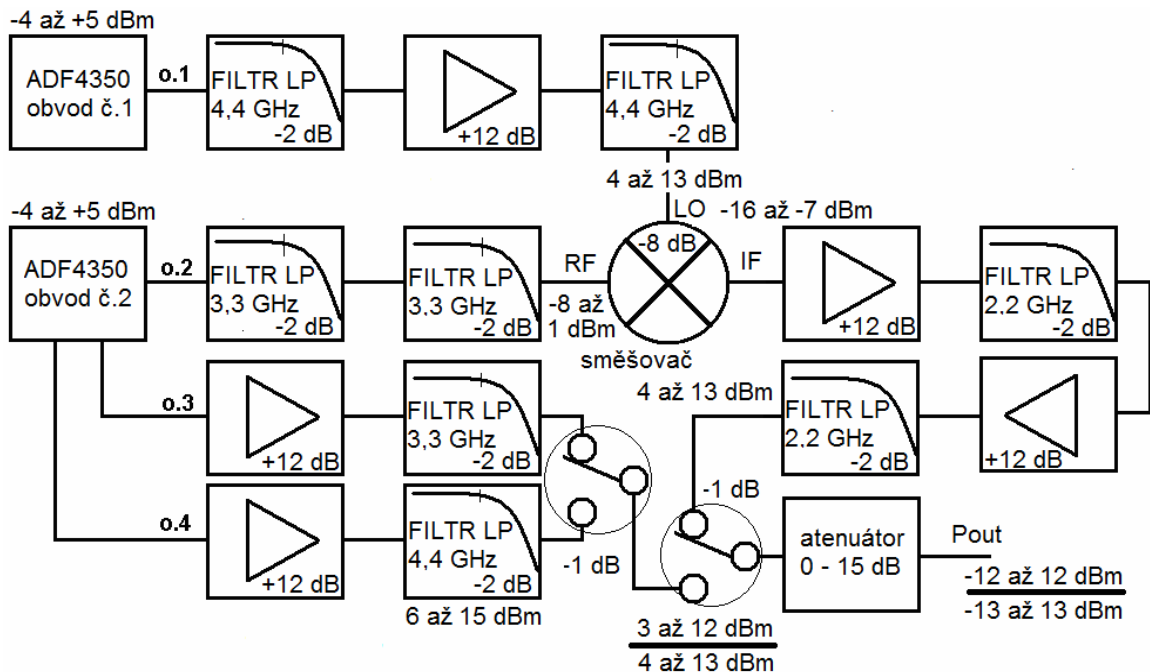 -4 až +5 dBm
ADF4350
obvod č.1
o.1
FILTR LP
4,4 GHz
-2 dB
+12 dB
FILTR LP
4,4 GHz
-2 dB
4 až 13 dBm
LO
-16 až -7 dBm
-4 až +5 dBm
ADF4350
obvod č.2
o.2
FILTR LP
3,3 GHz
-2 dB
FILTR LP
3,3 GHz
-2 dB
RF
-8 až
1 dBm
-8 dB
směšovač
IF
+12 dB
FILTR LP
2,2 GHz
-2 dB
o.3
+12 dB
FILTR LP
3,3 GHz
-2 dB
4 až 13 dBm
FILTR LP
2,2 GHz
-2 dB
+12 dB
o.4
+12 dB
FILTR LP
4,4 GHz
-2 dB
6 až 15 dBm
-1 dB
-1 dB
atenuátor
0 - 15 dB
Pout
-12 až 12 dBm
-13 až 13 dBm
3 až 12 dBm
4 až 13 dBm